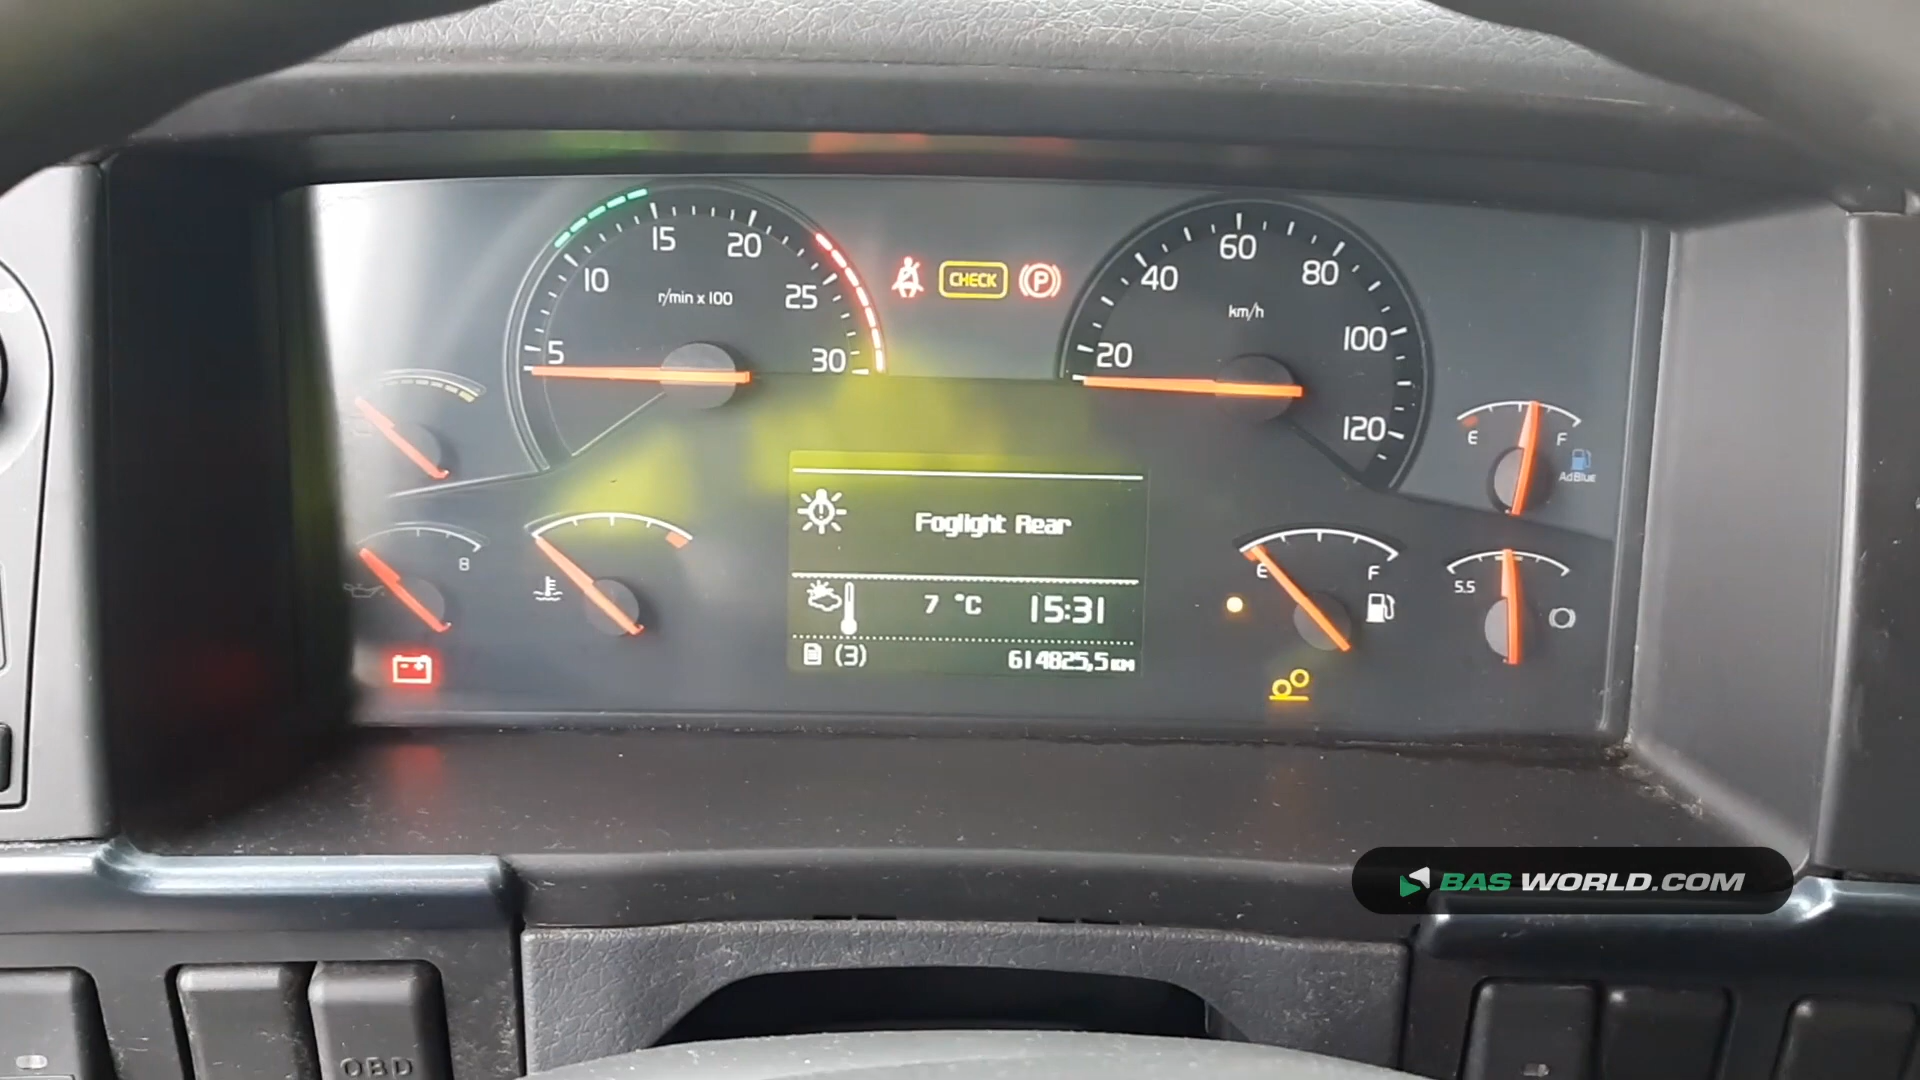 5
10
15
20
25
30
r/min x 100
CHECK
P
20
40
60
80
100
120
km/h
E
F
AdBlue
8
Foglight Rear
7 °C
15:31
(3)
614825,5 KM
E
F
5.5
BAS WORLD.COM
OBD